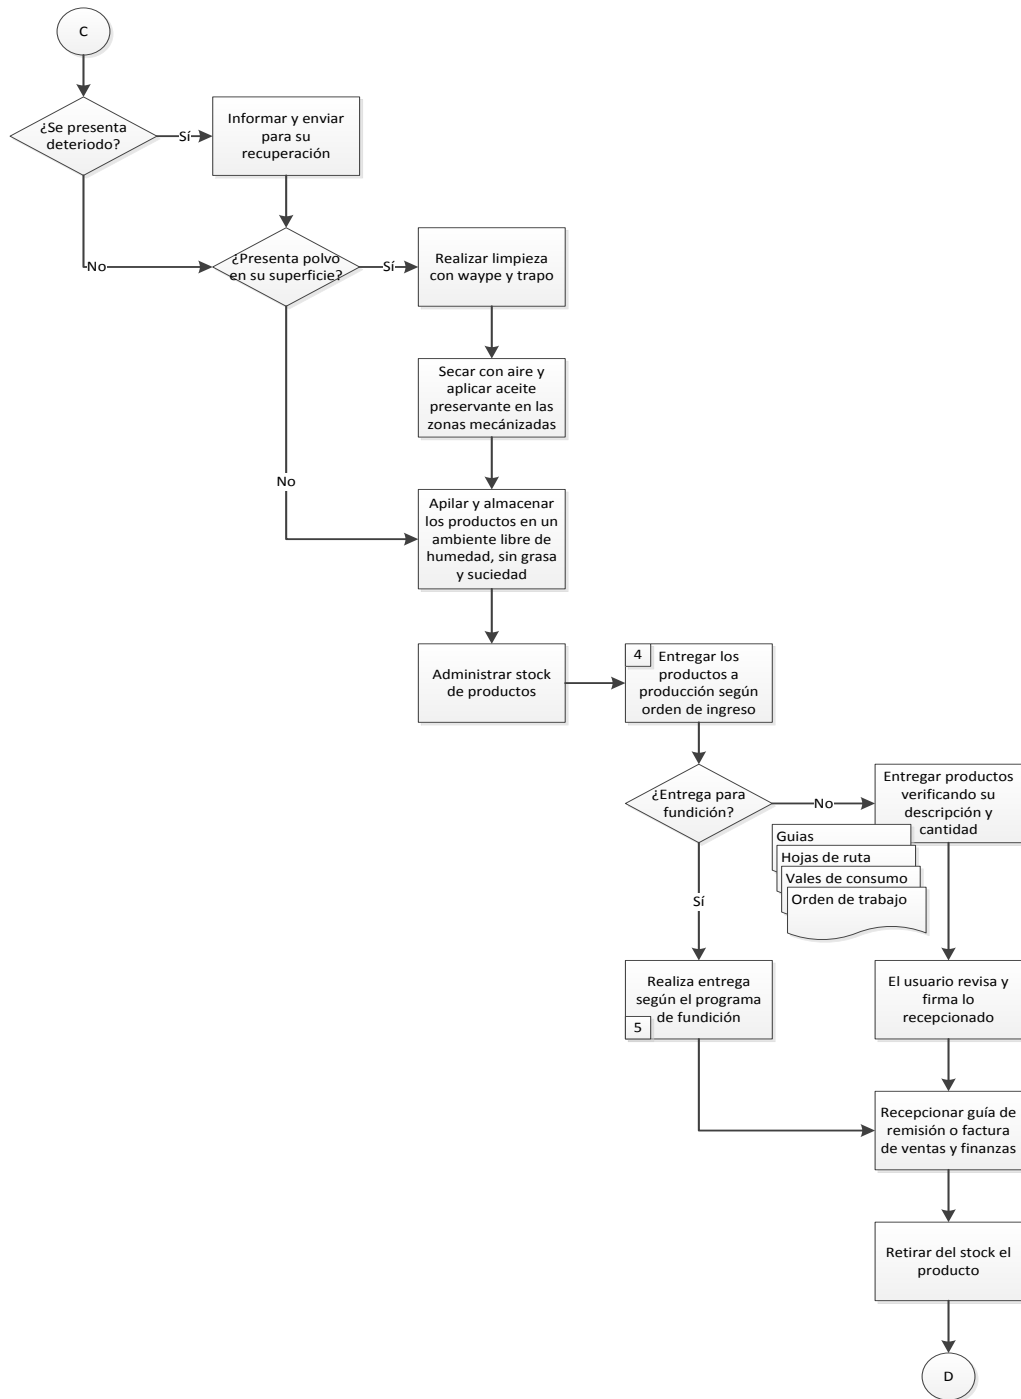 C
¿Se presenta
deteriodo?
Sí
Informar y enviar
para su
recuperación
No
¿Presenta polvo
en su superficie?
Sí
Realizar limpieza
con waype y trapo
Secar con aire y
aplicar aceite
preservante en las
zonas mecánizadas
No
Apilar y almacenar
los productos en un
ambiente libre de
humedad, sin grasa
y suciedad
Administrar stock
de productos
4
Entregar los
productos a
producción según
orden de ingreso
¿Entrega para
fundición?
No
Entregar productos
verificando su
descripción y
cantidad
Guias
Hojas de ruta
Vales de consumo
Orden de trabajo
Sí
Realiza entrega
según el programa
de fundición
5
El usuario revisa y
firma lo
recepcionado
Recepcionar guía de
remisión o factura
de ventas y finanzas
Retirar del stock el
producto
D